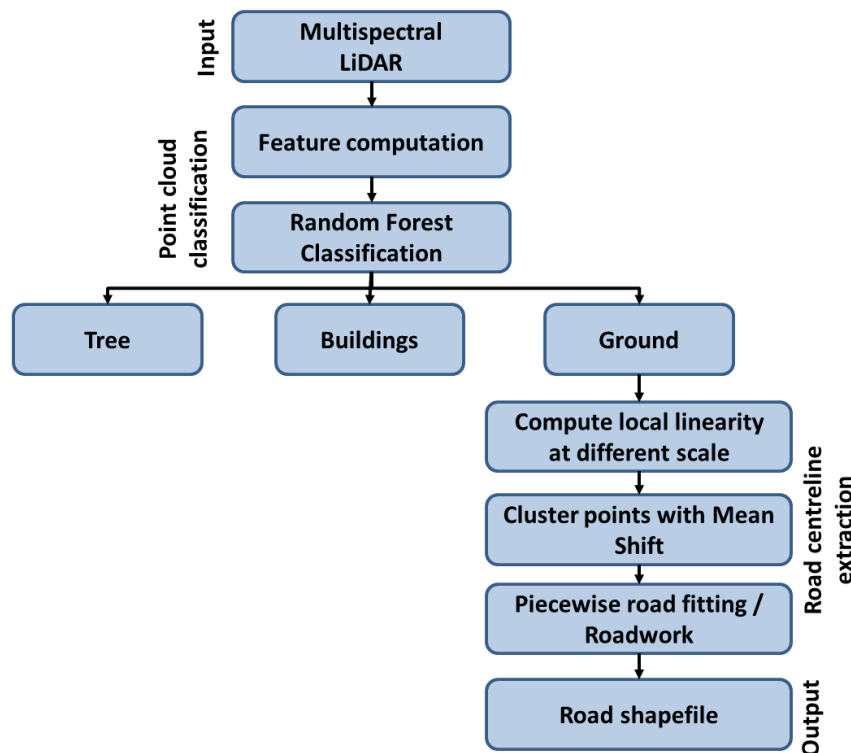 Input
Multispectral
LiDAR
Point cloud
classification
Feature computation
Random Forest
Classification
Tree
Buildings
Ground
Compute local linearity
at different scale
Road centreline
extraction
Cluster points with Mean
Shift
Piecewise road fitting /
Roadwork
Output
Road shapefile